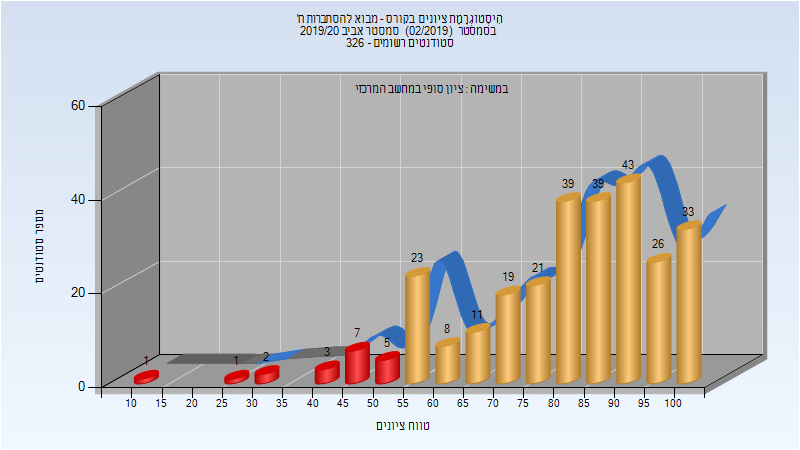 היסטוגרמת ציונים בקורס - מבוא להסתברות ח'
בסמסטר (02/2019) סמסטר אביב 2019/20
סטודנטים רשומים - 326
במשימה : ציון סופי במחשב המרכזי
מספר סטודנטים
60
40
20
0
1
1
2
3
7
5
23
8
11
19
21
39
39
43
26
33
10 15 20 25 30 35 40 45 50 55 60 65 70 75 80 85 90 95 100
טווח ציונים